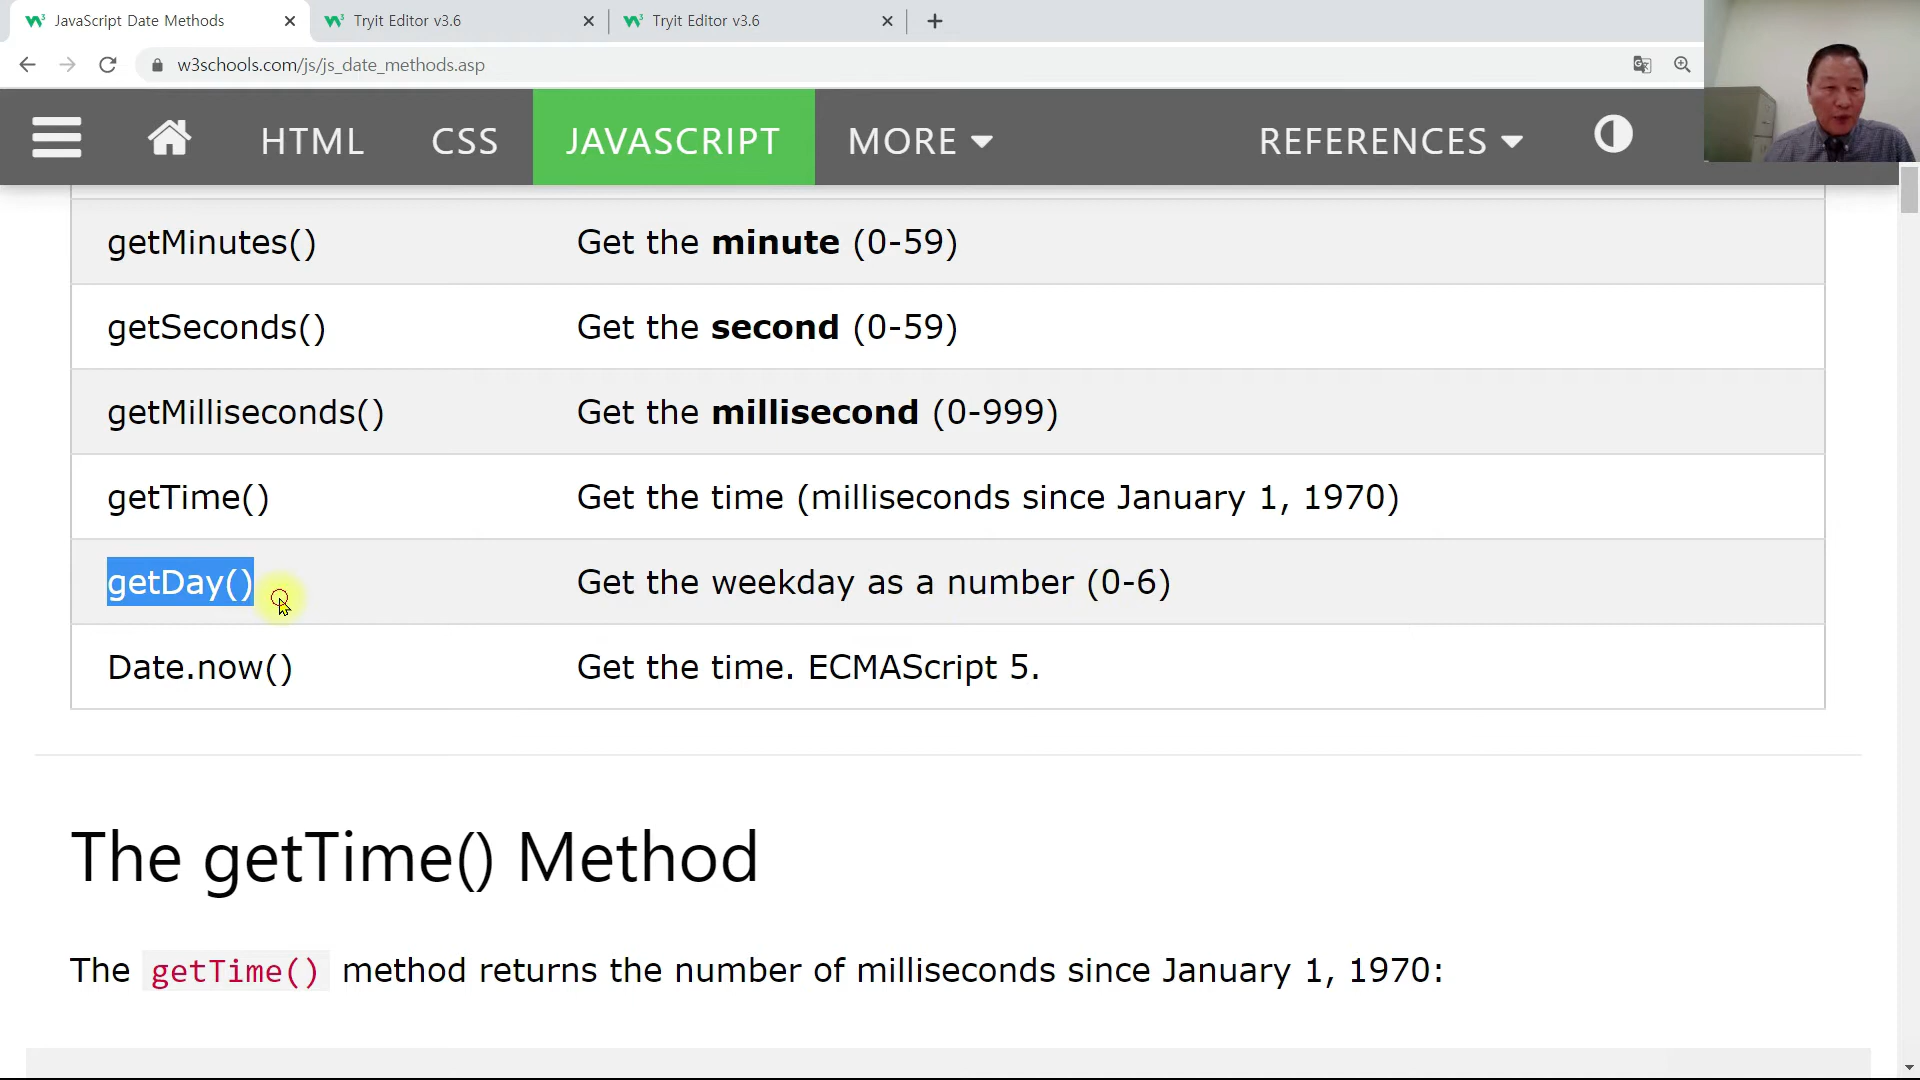 JavaScript Date Methods
Tryit Editor v3.6
Tryit Editor v3.6
w3schools.com/js/js_date_methods.asp
HTML CSS JAVASCRIPT MORE REFERENCES
getMinutes() Get the minute (0-59)
getSeconds() Get the second (0-59)
getMilliseconds() Get the millisecond (0-999)
getTime() Get the time (milliseconds since January 1, 1970)
getDay() Get the weekday as a number (0-6)
Date.now() Get the time. ECMAScript 5.
The getTime() Method
The getTime() method returns the number of milliseconds since January 1, 1970: